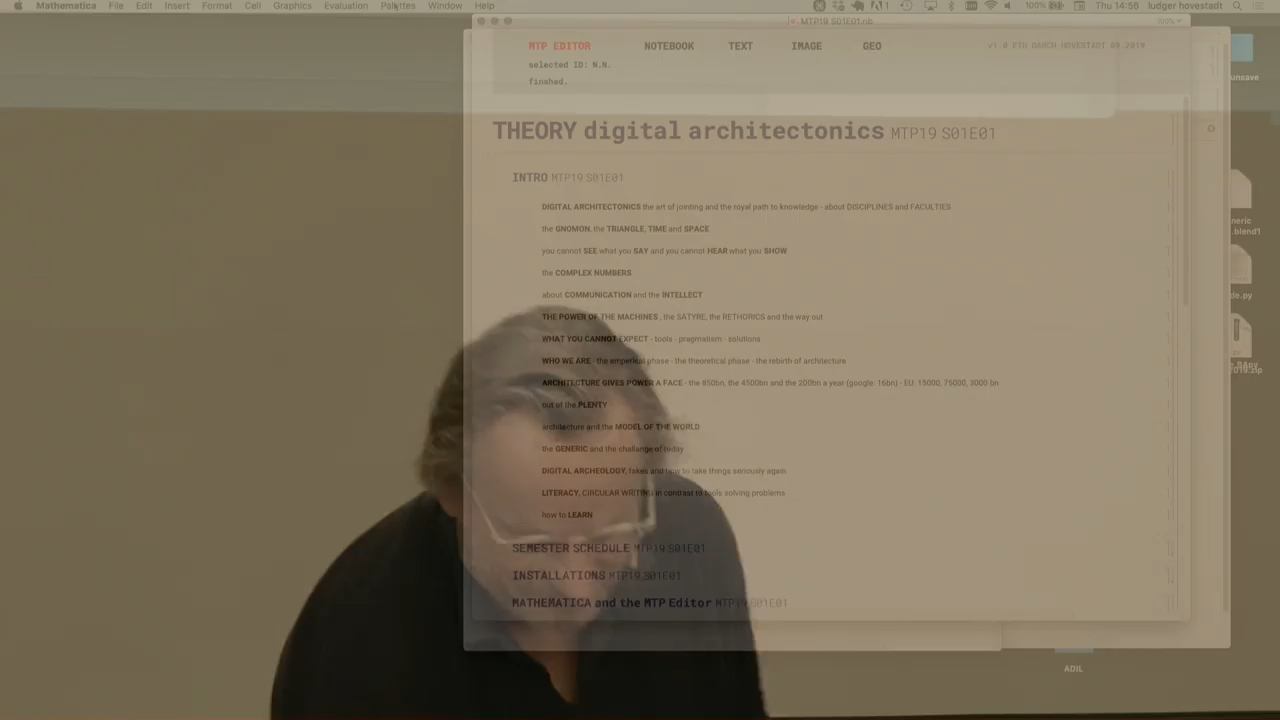 Mathematica File Edit Insert Format Cell Graphics Evaluation Palettes Window Help 100% Thu 14:56 ludger hovestadt
MTP19 S01E01.nb 100%
MTP EDITOR NOTEBOOK TEXT IMAGE GEO v1.0 ETH DARCH HOVESTADT 09.2019
selected ID: N.N.
finshed.
unsave
THEORY digital architectonics MTP19 S01E01
INTRO MTP19 S01E01
DIGITAL ARCHITECTONICS the art of jointing and the royal path to knowledge - about DISCIPLINES and FACULTIES
the GNOMON, the TRIANGLE, TIME and SPACE
neric
.blend1
you cannot SEE what you SAY and you cannot HEAR what you SHOW
the COMPLEX NUMBERS
about COMMUNICATION and the INTELLECT
de.py
THE POWER OF THE MACHINES , the SATYRE, the RETHORICS and the way out
WHAT YOU CANNOT EXPECT - tools - pragmatism - solutions
WHO WE ARE - the emperical phase - the theoretical phase - the rebirth of architecture
ARCHITECTURE GIVES POWER A FACE - the 850bn, the 4500bn and the 200bn a year (google: 16bn) - EU: 15000, 75000, 3000 bn
out of the PLENTY
architecture and the MODEL OF THE WORLD
the GENERIC and the challange of today
DIGITAL ARCHEOLOGY, fakes and how to take things seriously again
LITERACY, CIRCULAR WRITING in contrast to tools solving problems
how to LEARN
SEMESTER SCHEDULE MTP19 S01E01
INSTALLATIONS MTP19 S01E01
MATHEMATICA and the MTP Editor MTP19 S01E01
ADIL